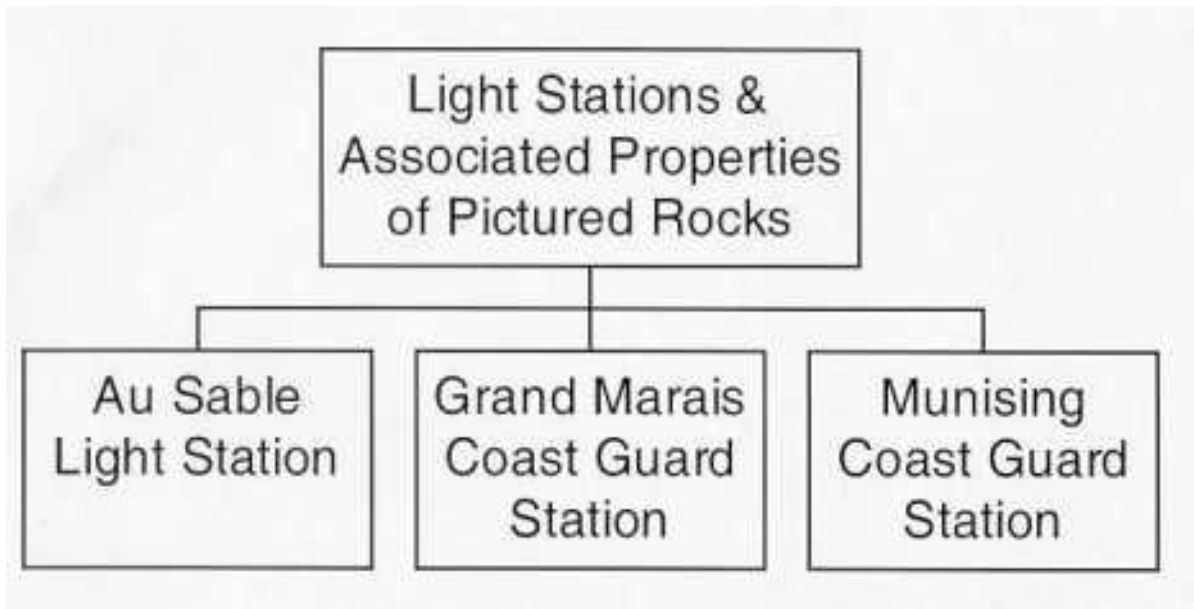 Light Stations &
Associated Properties
of Pictured Rocks
Au Sable
Light Station
Grand Marais
Coast Guard
Station
Munising
Coast Guard
Station